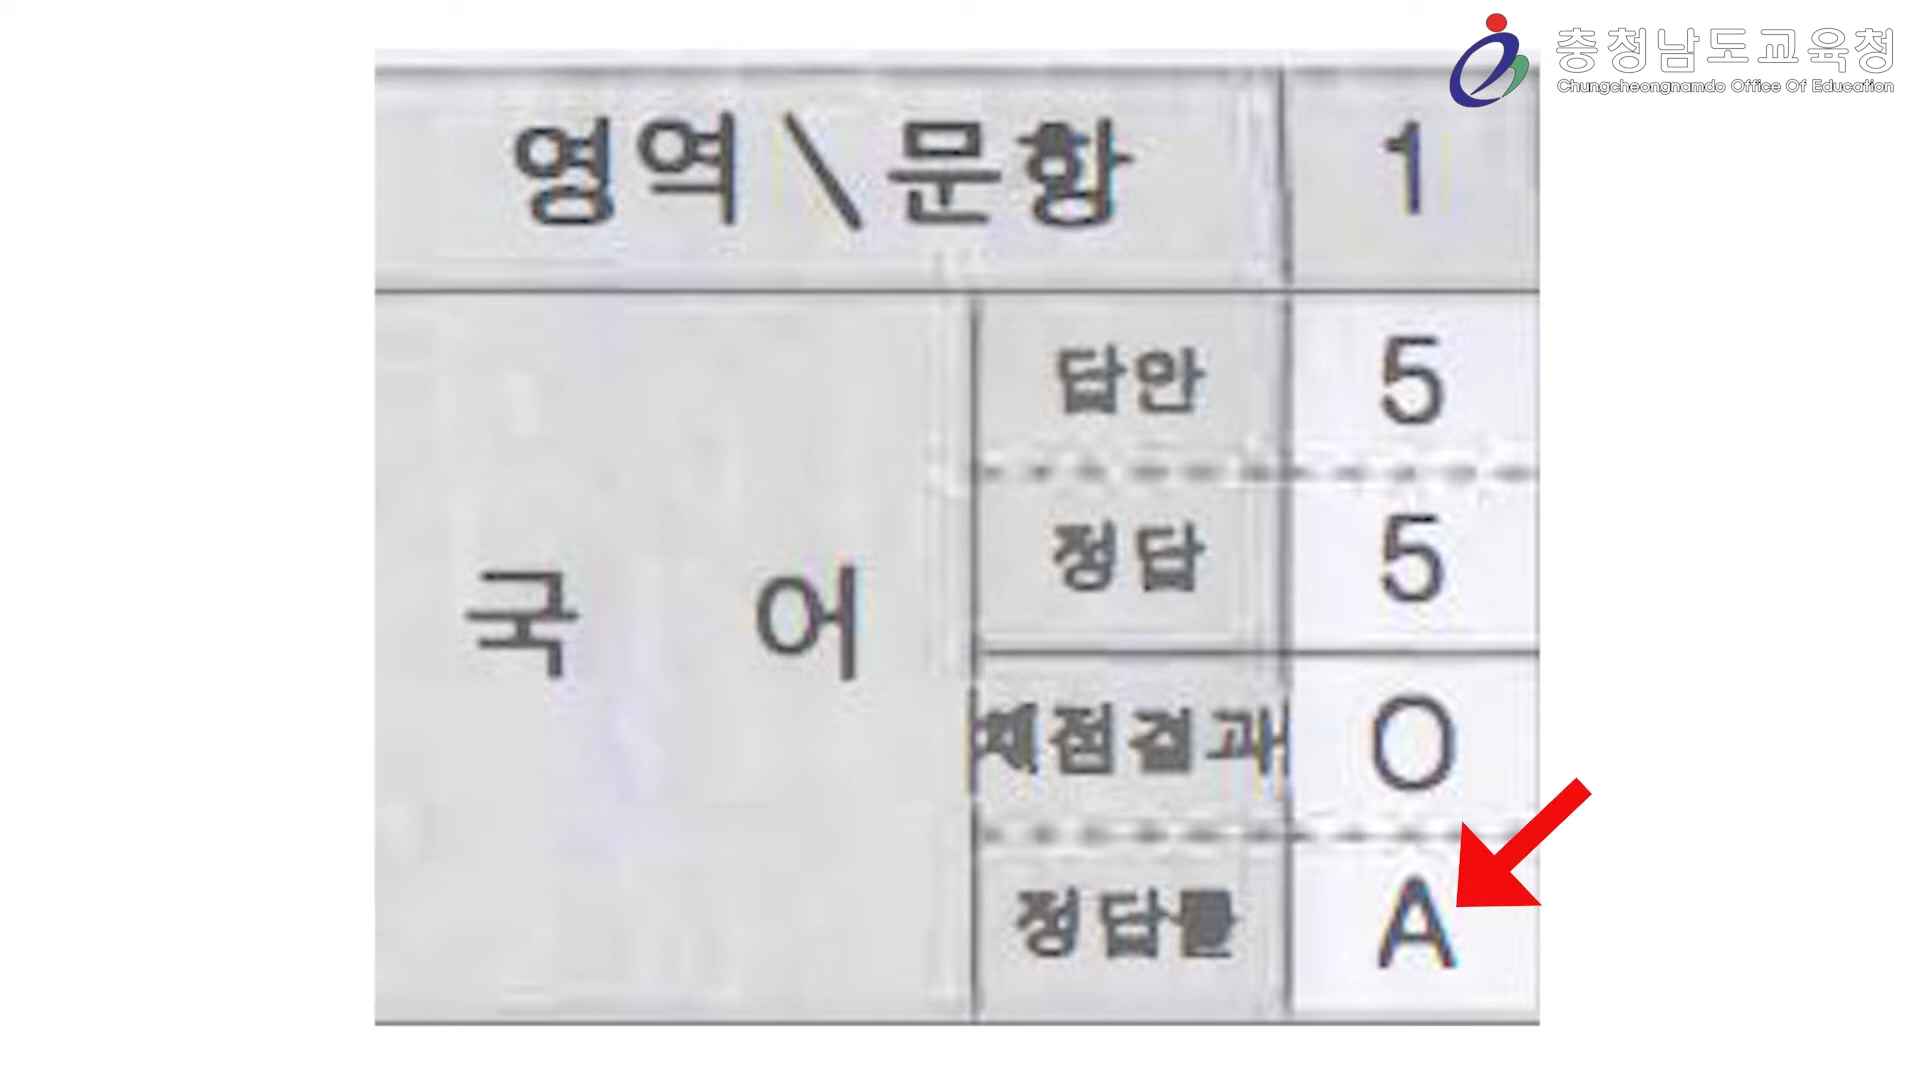 충청남도교육청
Chungcheongnamdo Office Of Education
영역\문항 1
답안 5
정답 5
국 어
채점결과 O
정답률 A